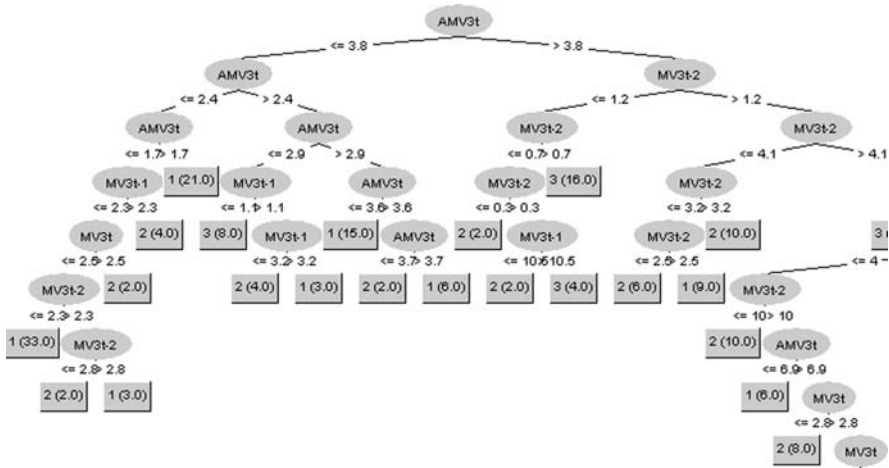 AMV3t
<= 3.8 > 3.8
AMV3t MV3t-2
<= 2.4 > 2.4 <= 1.2 > 1.2
AMV3t AMV3t MV3t-2 MV3t-2
<= 1.7 > 1.7 <= 2.9 > 2.9 <= 0.7 > 0.7 <= 4.1 > 4.1
MV3t-1 1 (21.0) MV3t-1 AMV3t MV3t-2 3 (16.0) MV3t-2
<= 2.3 > 2.3 <= 1.1 > 1.1 <= 3.6 > 3.6 <= 0.3 > 0.3 <= 3.2 > 3.2
MV3t 2 (4.0) 3 (8.0) MV3t-1 1 (15.0) AMV3t 2 (2.0) MV3t-1 MV3t-2 2 (10.0) 3
<= 2.5 > 2.5 <= 3.2 > 3.2 <= 3.7 > 3.7 <= 10.5 > 10.5 <= 2.5 > 2.5 <= 4
MV3t-2 2 (2.0) 2 (4.0) 1 (3.0) 2 (2.0) 1 (6.0) 2 (2.0) 3 (4.0) 2 (6.0) 1 (9.0) MV3t-2
<= 2.3 > 2.3 <= 10 > 10
1 (33.0) MV3t-2 2 (10.0) AMV3t
<= 2.8 > 2.8 <= 6.9 > 6.9
2 (2.0) 1 (3.0) 1 (6.0) MV3t
<= 2.8 > 2.8
2 (8.0) MV3t